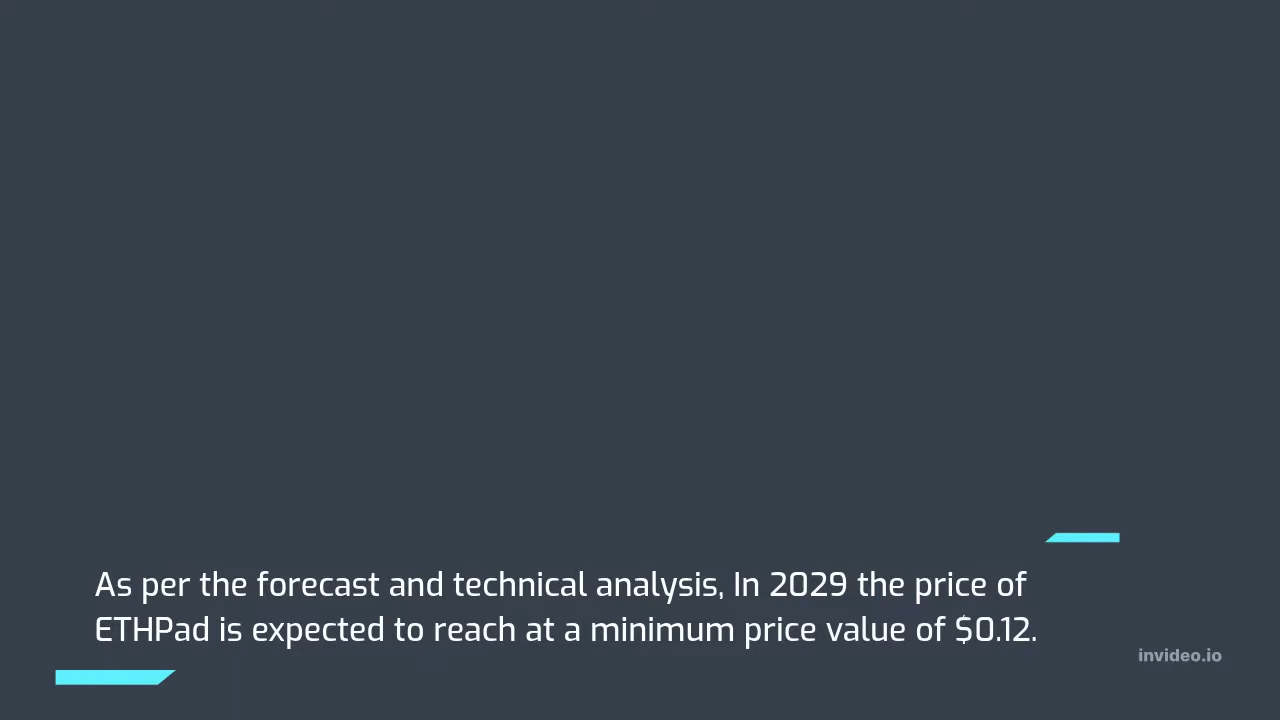 As per the forecast and technical analysis, In 2029 the price of
ETHPad is expected to reach at a minimum price value of $0.12.
invideo.io